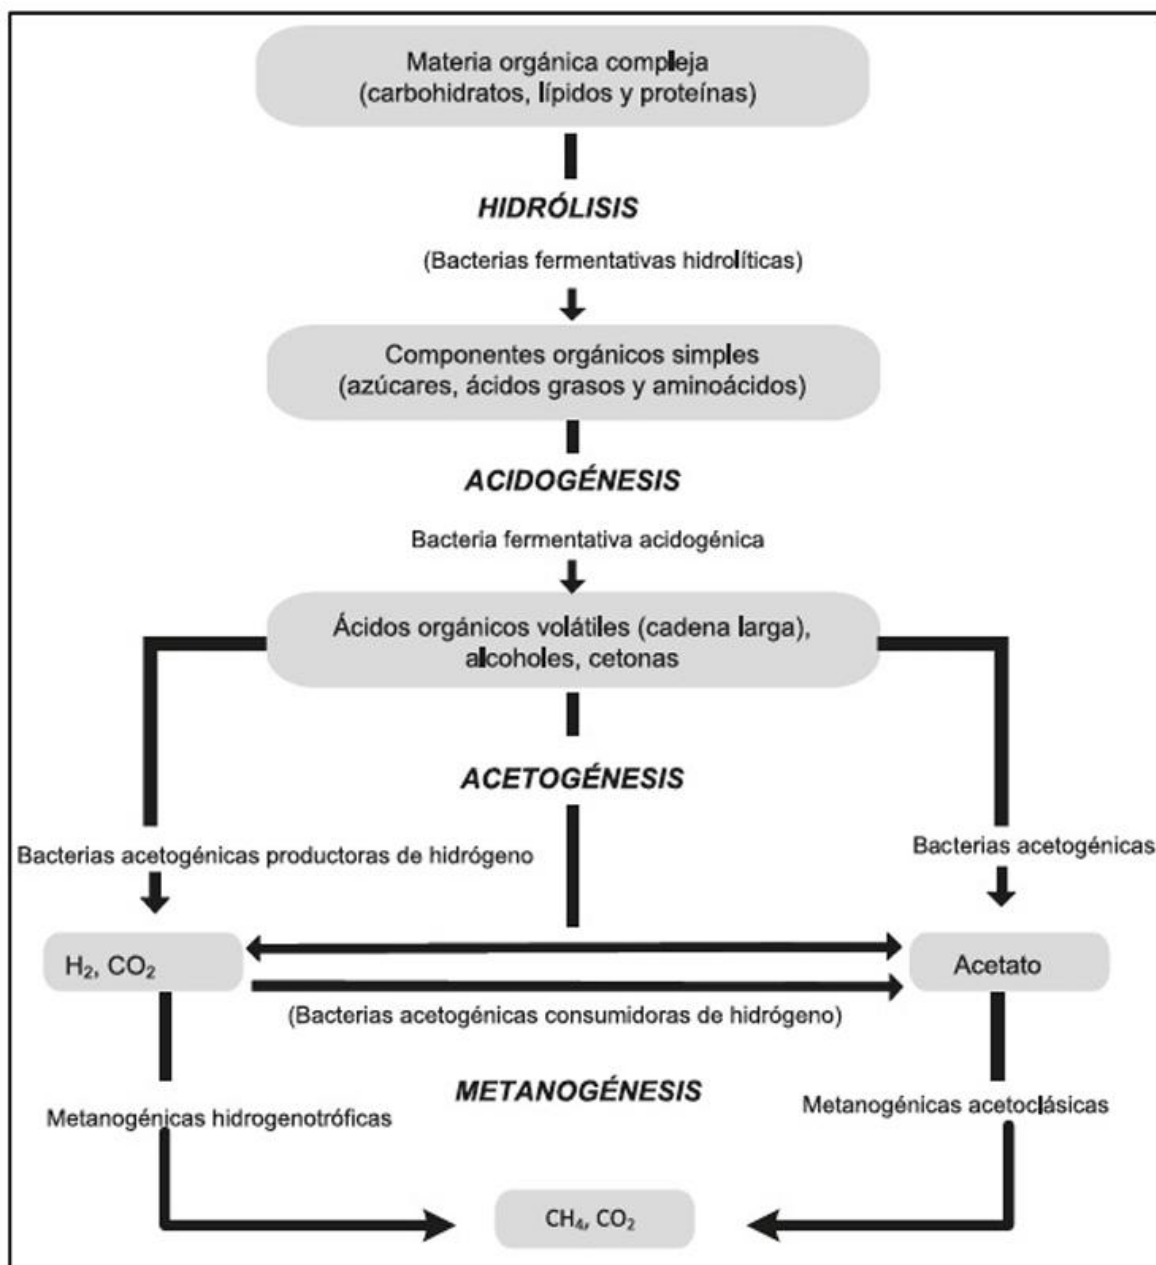 Materia orgánica compleja
(carbohidratos, lípidos y proteínas)
HIDRÓLISIS
(Bacterias fermentativas hidrolíticas)
Componentes orgánicos simples
(azúcares, ácidos grasos y aminoácidos)
ACIDOGÉNESIS
Bacteria fermentativa acidogénica
Ácidos orgánicos volátiles (cadena larga),
alcoholes, cetonas
ACETOGÉNESIS
Bacterias acetogénicas productoras de hidrógeno
Bacterias acetogénicas
H₂, CO₂
Acetato
(Bacterias acetogénicas consumidoras de hidrógeno)
METANOGÉNESIS
Metanogénicas hidrogenotróficas
Metanogénicas acetoclásicas
CH₄, CO₂